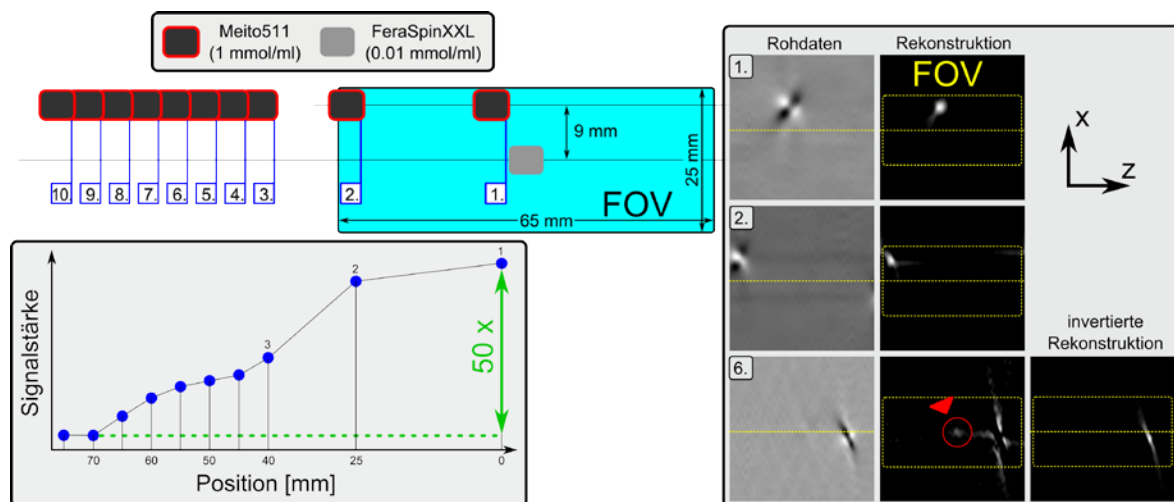 Meito511
(1 mmol/ml)
FeraSpinXXL
(0.01 mmol/ml)
10.
9.
8.
7.
6.
5.
4.
3.
2.
1.
9 mm
25 mm
65 mm
FOV
Signalstärke
1
2
3
50 x
70
60
50
40
25
0
Position [mm]
Rohdaten
Rekonstruktion
1.
FOV
x
z
2.
invertierte
Rekonstruktion
6.